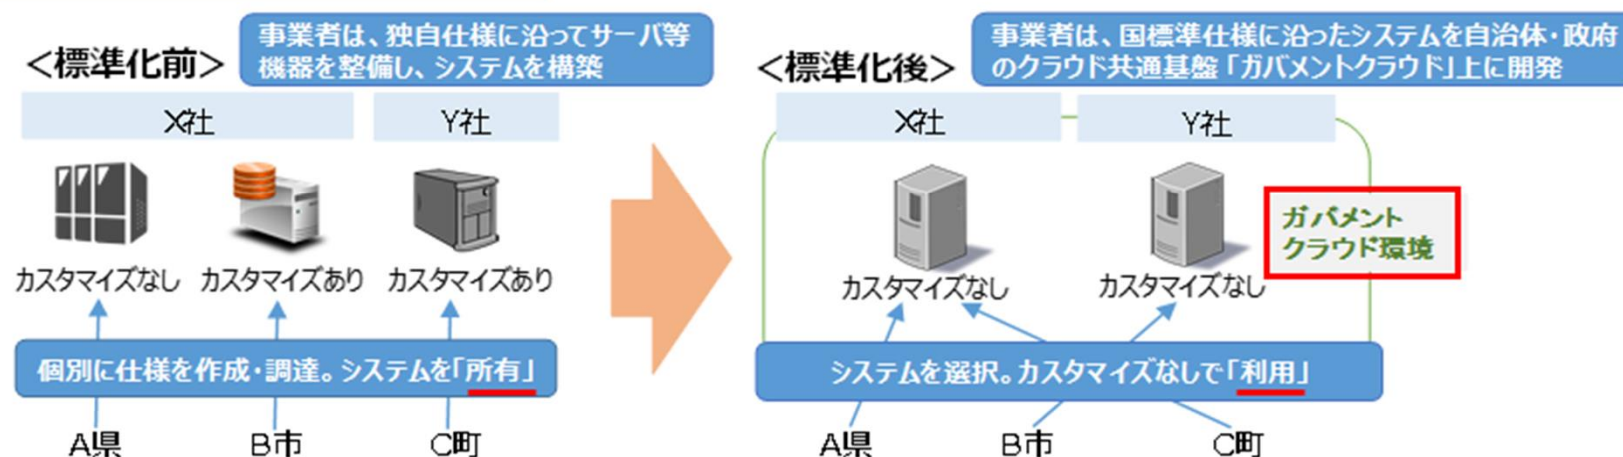 <標準化前>
事業者は、独自仕様に沿ってサーバ等
機器を整備し、システムを構築
X社
Y社
カスタマイズなし
カスタマイズあり
カスタマイズあり
個別に仕様を作成・調達。システムを「所有」
A県
B市
C町
<標準化後>
事業者は、国標準仕様に沿ったシステムを自治体・政府
のクラウド共通基盤「ガバメントクラウド」上に開発
X社
Y社
カスタマイズなし
カスタマイズなし
ガバメント
クラウド環境
システムを選択。カスタマイズなしで「利用」
A県
B市
C町